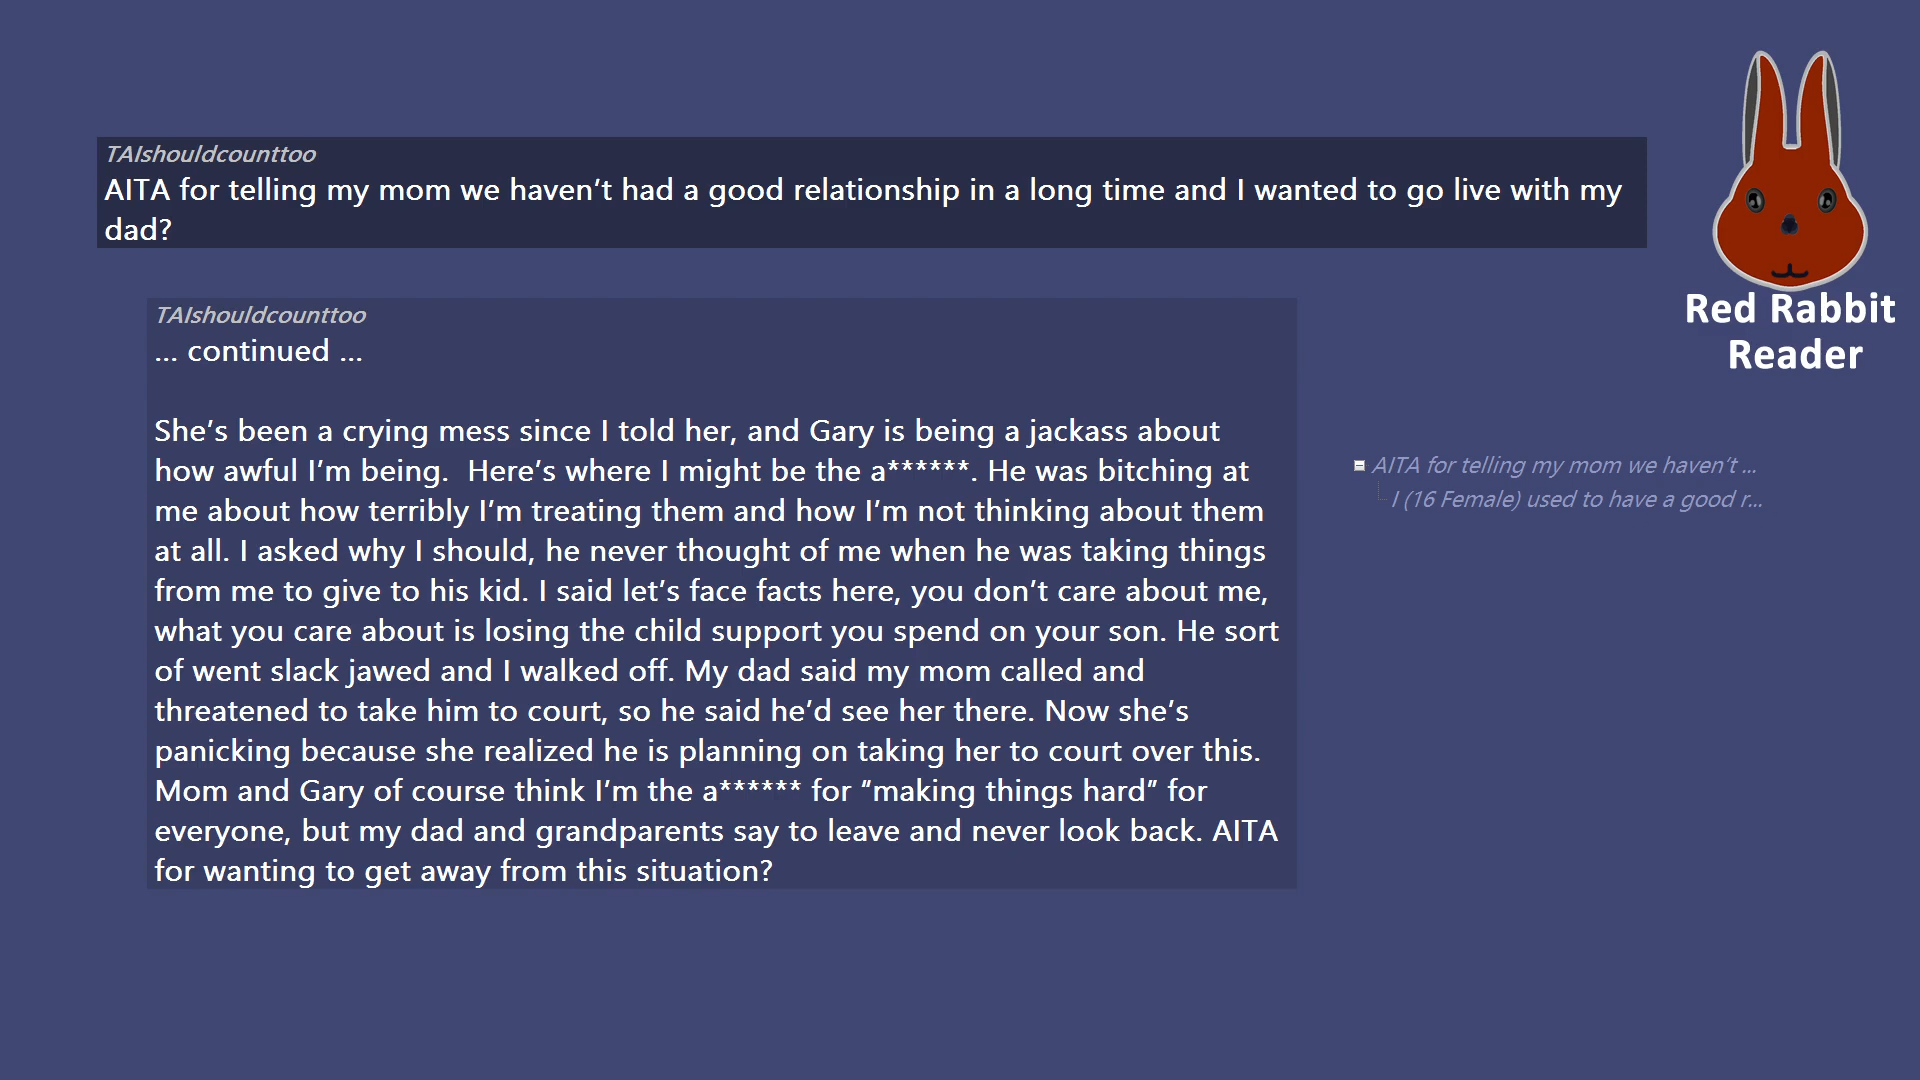 TAIshouldcounttoo
AITA for telling my mom we haven't had a good relationship in a long time and I wanted to go live with my
dad?
Red Rabbit
Reader
TAIshouldcounttoo
... continued ...
She's been a crying mess since I told her, and Gary is being a jackass about
how awful I'm being.  Here's where I might be the a******. He was bitching at
me about how terribly I'm treating them and how I'm not thinking about them
at all. I asked why I should, he never thought of me when he was taking things
from me to give to his kid. I said let's face facts here, you don't care about me,
what you care about is losing the child support you spend on your son. He sort
of went slack jawed and I walked off. My dad said my mom called and
threatened to take him to court, so he said he'd see her there. Now she's
panicking because she realized he is planning on taking her to court over this.
Mom and Gary of course think I'm the a****** for "making things hard" for
everyone, but my dad and grandparents say to leave and never look back. AITA
for wanting to get away from this situation?
AITA for telling my mom we haven't ...
I (16 Female) used to have a good r...